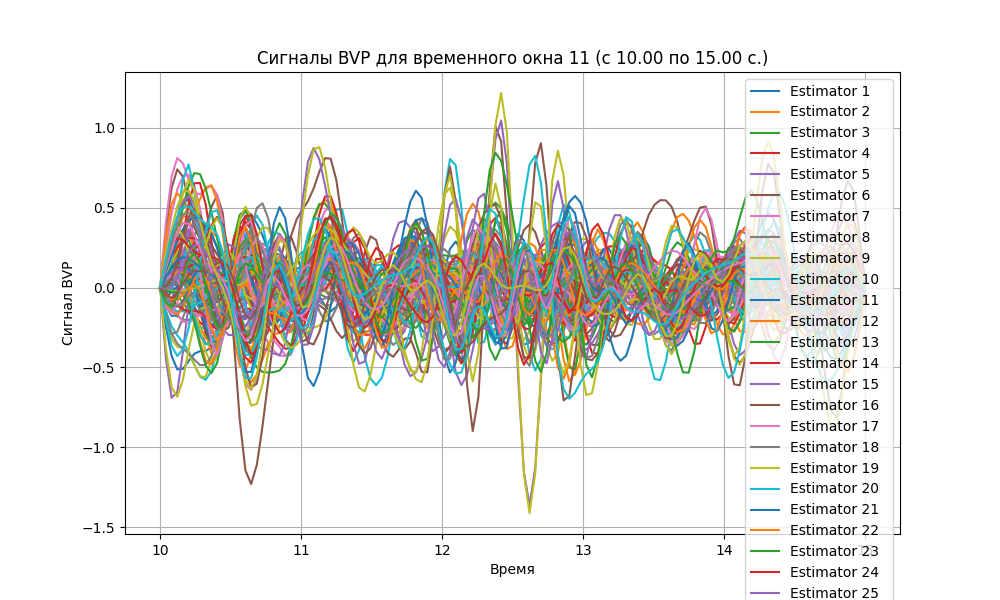 Сигналы BVP для временного окна 11 (с 10.00 по 15.00 с.)
Сигнал BVP
1.0
0.5
0.0
−0.5
−1.0
−1.5
10
11
12
13
14
Время
Estimator 1
Estimator 2
Estimator 3
Estimator 4
Estimator 5
Estimator 6
Estimator 7
Estimator 8
Estimator 9
Estimator 10
Estimator 11
Estimator 12
Estimator 13
Estimator 14
Estimator 15
Estimator 16
Estimator 17
Estimator 18
Estimator 19
Estimator 20
Estimator 21
Estimator 22
Estimator 23
Estimator 24
Estimator 25